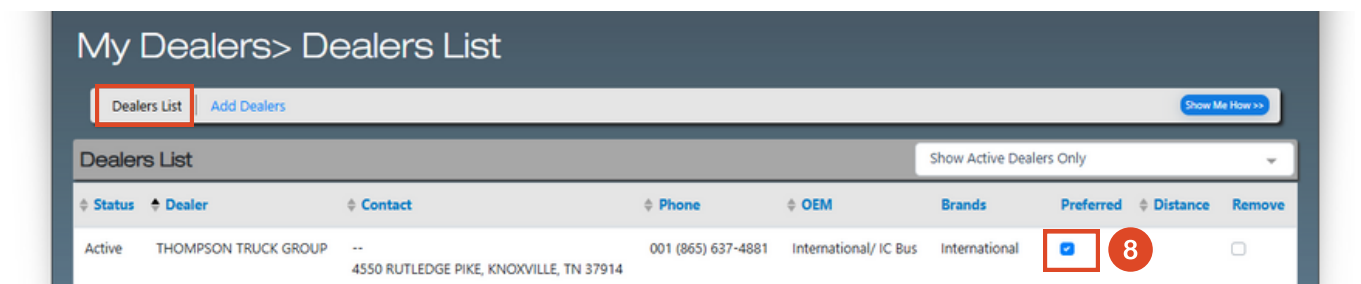 My Dealers> Dealers List
Dealers List Add Dealers Show Me How >>
Dealers List Show Active Dealers Only
Status Dealer Contact Phone OEM Brands Preferred Distance Remove
Active THOMPSON TRUCK GROUP -- 001 (865) 637-4881 International/ IC Bus International 8
4550 RUTLEDGE PIKE, KNOXVILLE, TN 37914